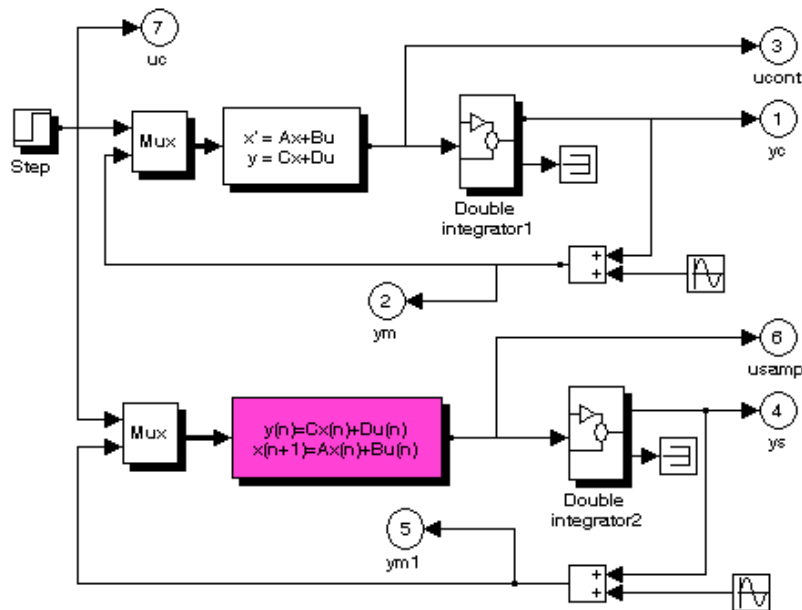 7
uc
3
ucont
Step
Mux
x' = Ax+Bu
y = Cx+Du
1
yc
Double
integrator1
+
+
2
ym
6
usamp
Mux
y(n)=Cx(n)+Du(n)
x(n+1)=Ax(n)+Bu(n)
4
ys
Double
integrator2
5
ym1
+
+